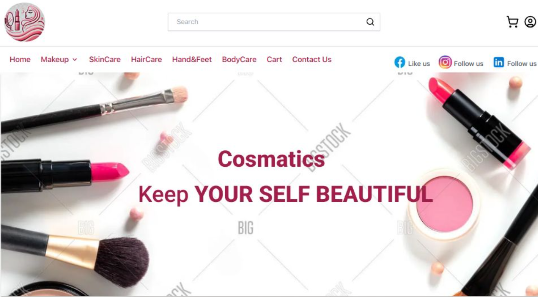 Search
Home Makeup SkinCare HairCare Hand&Feet BodyCare Cart Contact Us
Like us Follow us Follow us
BIG BIG
Cosmatics
Keep YOUR SELF BEAUTIFUL
BIGSTOCK
BIGSTOCK
BIGSTOCK
BIGSTOCK
BIG